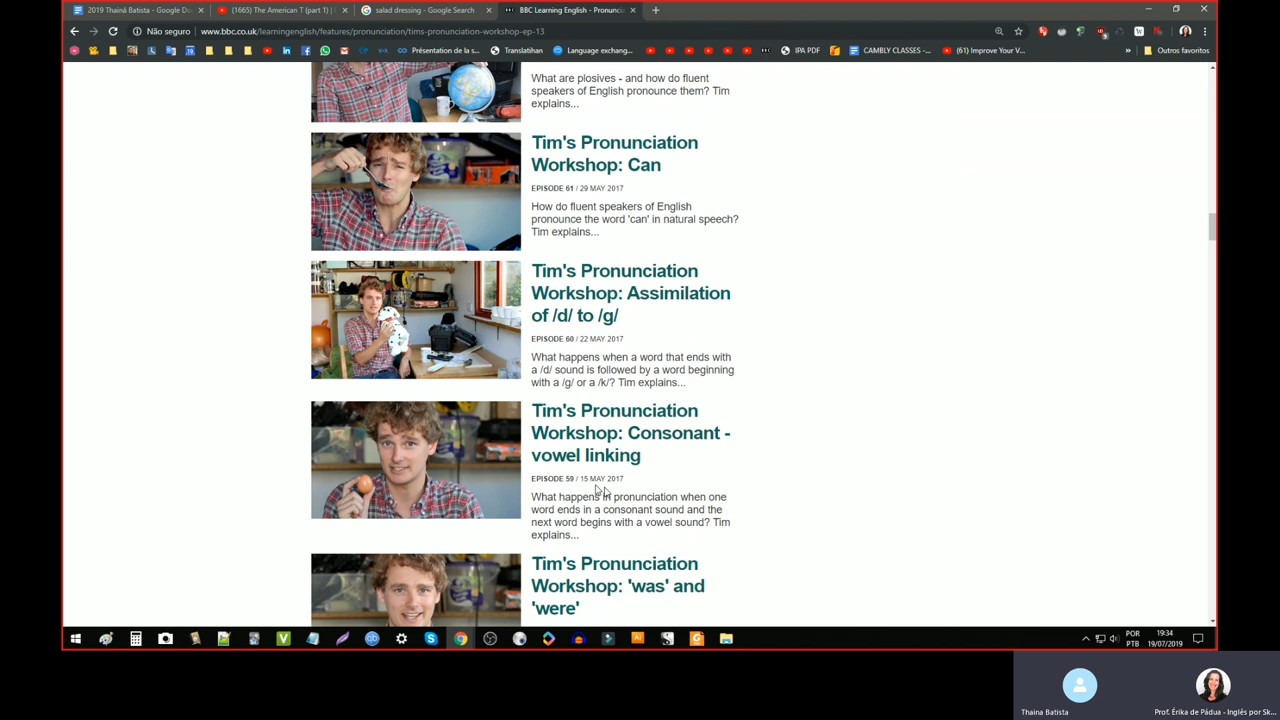 2019 Thainá Batista - Google Do
(1665) The American T (part 1) | 
salad dressing - Google Search
BBC Learning English - Pronunci
Não seguro
www.bbc.co.uk/learningenglish/features/pronunciation/tims-pronunciation-workshop-ep-13
Présentation de la s...
Translatihan
Language exchang...
IPA PDF
CAMBLY CLASSES -...
(61) Improve Your V...
Outros favoritos
What are plosives - and how do fluent
speakers of English pronounce them? Tim
explains...
Tim's Pronunciation
Workshop: Can
EPISODE 61 / 29 MAY 2017
How do fluent speakers of English
pronounce the word 'can' in natural speech?
Tim explains...
Tim's Pronunciation
Workshop: Assimilation
of /d/ to /g/
EPISODE 60 / 22 MAY 2017
What happens when a word that ends with
a /d/ sound is followed by a word beginning
with a /g/ or a /k/? Tim explains...
Tim's Pronunciation
Workshop: Consonant -
vowel linking
EPISODE 59 / 15 MAY 2017
What happens in pronunciation when one
word ends in a consonant sound and the
next word begins with a vowel sound? Tim
explains...
Tim's Pronunciation
Workshop: 'was' and
'were'
POR
PTB
19:34
19/07/2019
Thaina Batista
Prof. Érika de Pádua - Inglês por Sk...